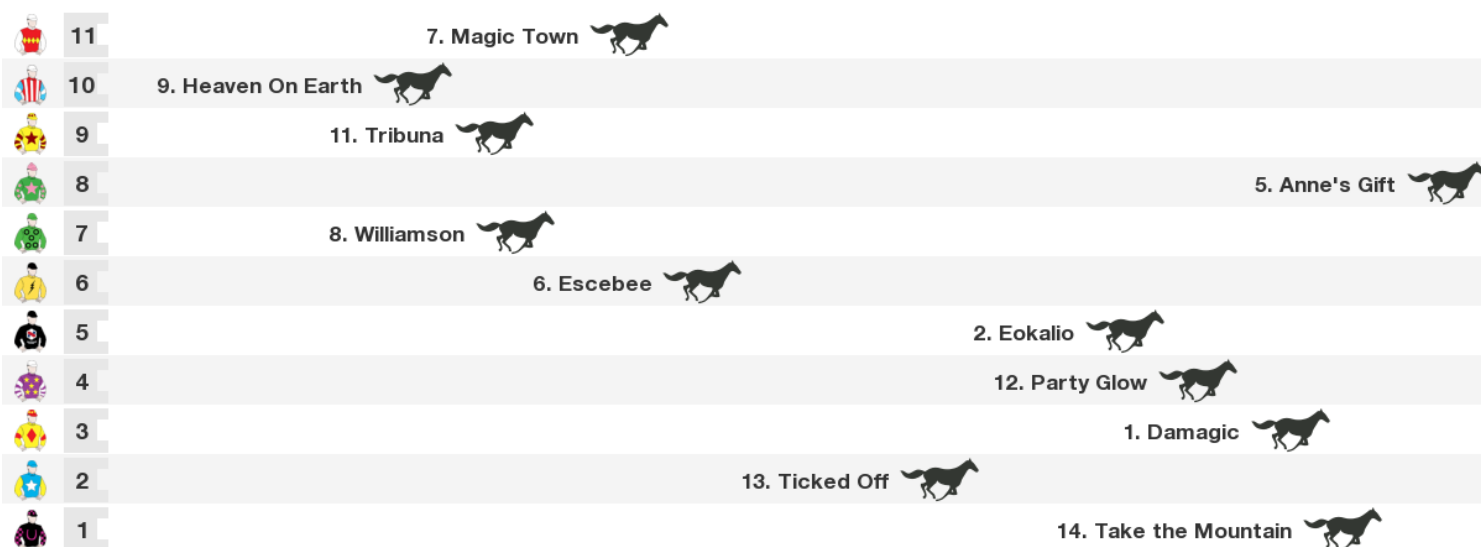 11 7. Magic Town
10 9. Heaven On Earth
9 11. Tribuna
8 5. Anne's Gift
7 8. Williamson
6 6. Escebee
5 2. Eokalio
4 12. Party Glow
3 1. Damagic
2 13. Ticked Off
1 14. Take the Mountain